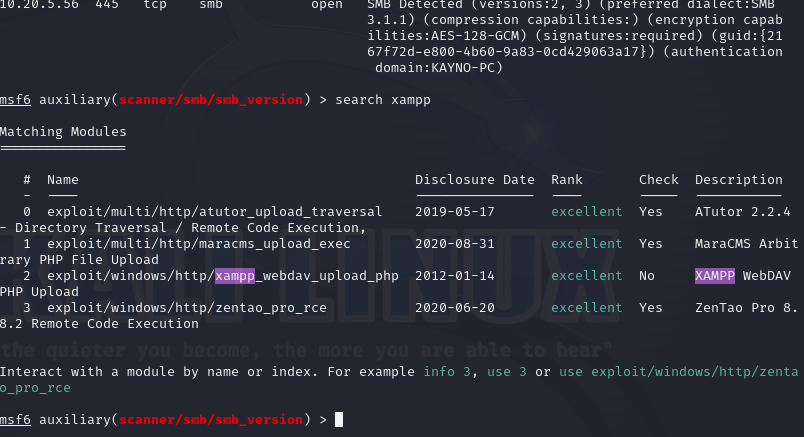 10.20.5.56  445  tcp  smb  open  SMB Detected (versions:2, 3) (preferred dialect:SMB
3.1.1) (compression capabilities:) (encryption capab
ilities:AES-128-GCM) (signatures:required) (guid:{21
67f72d-e800-4b60-9a83-0cd429063a17}) (authentication
domain:KAYNO-PC)
msf6 auxiliary(scanner/smb/smb_version) > search xampp
Matching Modules
================
#  Name  Disclosure Date  Rank  Check  Description
-  ----  ---------------  ----  -----  -----------
0  exploit/multi/http/atutor_upload_traversal  2019-05-17  excellent  Yes  ATutor 2.2.4
- Directory Traversal / Remote Code Execution,
1  exploit/multi/http/maracms_upload_exec  2020-08-31  excellent  Yes  MaraCMS Arbit
rary PHP File Upload
2  exploit/windows/http/xampp_webdav_upload_php  2012-01-14  excellent  No  XAMPP WebDAV
PHP Upload
3  exploit/windows/http/zentao_pro_rce  2020-06-20  excellent  Yes  ZenTao Pro 8.
8.2 Remote Code Execution
the quieter you become, the more you are able to hear"
Interact with a module by name or index. For example info 3, use 3 or use exploit/windows/http/zenta
o_pro_rce
msf6 auxiliary(scanner/smb/smb_version) >